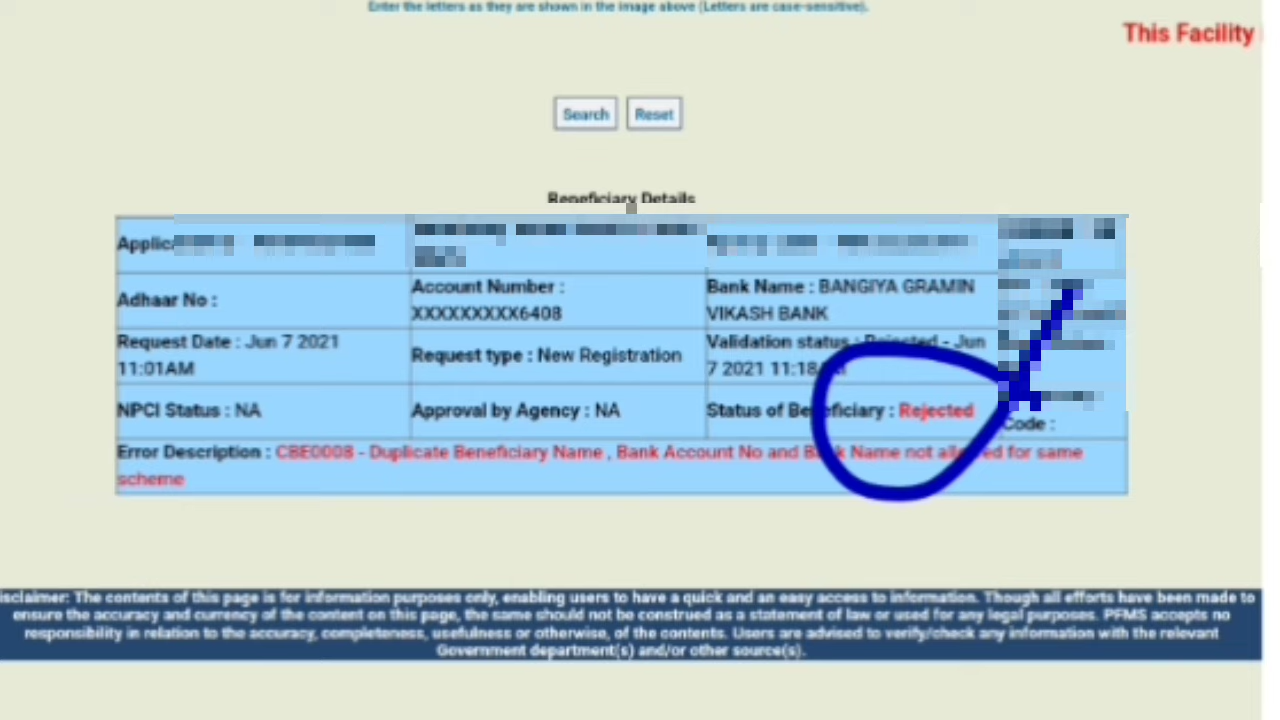 Enter the letters as they are shown in the image above (Letters are case-sensitive).
This Facility
Search Reset
Beneficiary Details
Adhaar No :
Account Number :
XXXXXXXXX6408
Bank Name : BANGIYA GRAMIN
VIKASH BANK
Request Date : Jun 7 2021
11:01AM
Request type : New Registration
Validation status : Rejected - Jun
7 2021 11:18
NPCI Status : NA
Approval by Agency : NA
Status of Beneficiary : Rejected
Code :
Error Description : CBE0008 - Duplicate Beneficiary Name , Bank Account No and Bank Name not allowed for same
scheme
isclaimer: The contents of this page is for information purposes only, enabling users to have a quick and an easy access to information. Though all efforts have been made to
ensure the accuracy and currency of the content on this page, the same should not be construed as a statement of law or used for any legal purposes. PFMS accepts no
responsibility in relation to the accuracy, completeness, usefulness or otherwise, of the contents. Users are advised to verify/check any information with the relevant
Government department(s) and/or other source(s).